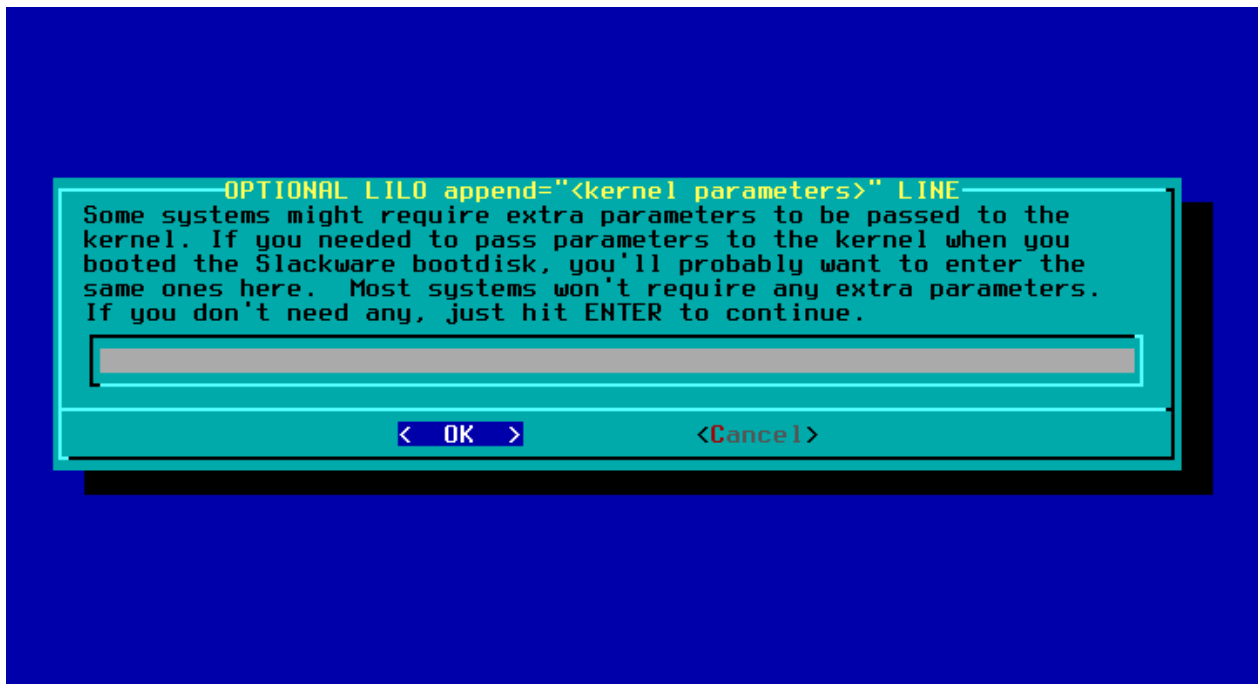 OPTIONAL LILO append="<kernel parameters>" LINE
Some systems might require extra parameters to be passed to the
kernel. If you needed to pass parameters to the kernel when you
booted the Slackware bootdisk, you'll probably want to enter the
same ones here.  Most systems won't require any extra parameters.
If you don't need any, just hit ENTER to continue.
<  OK  > <Cancel>